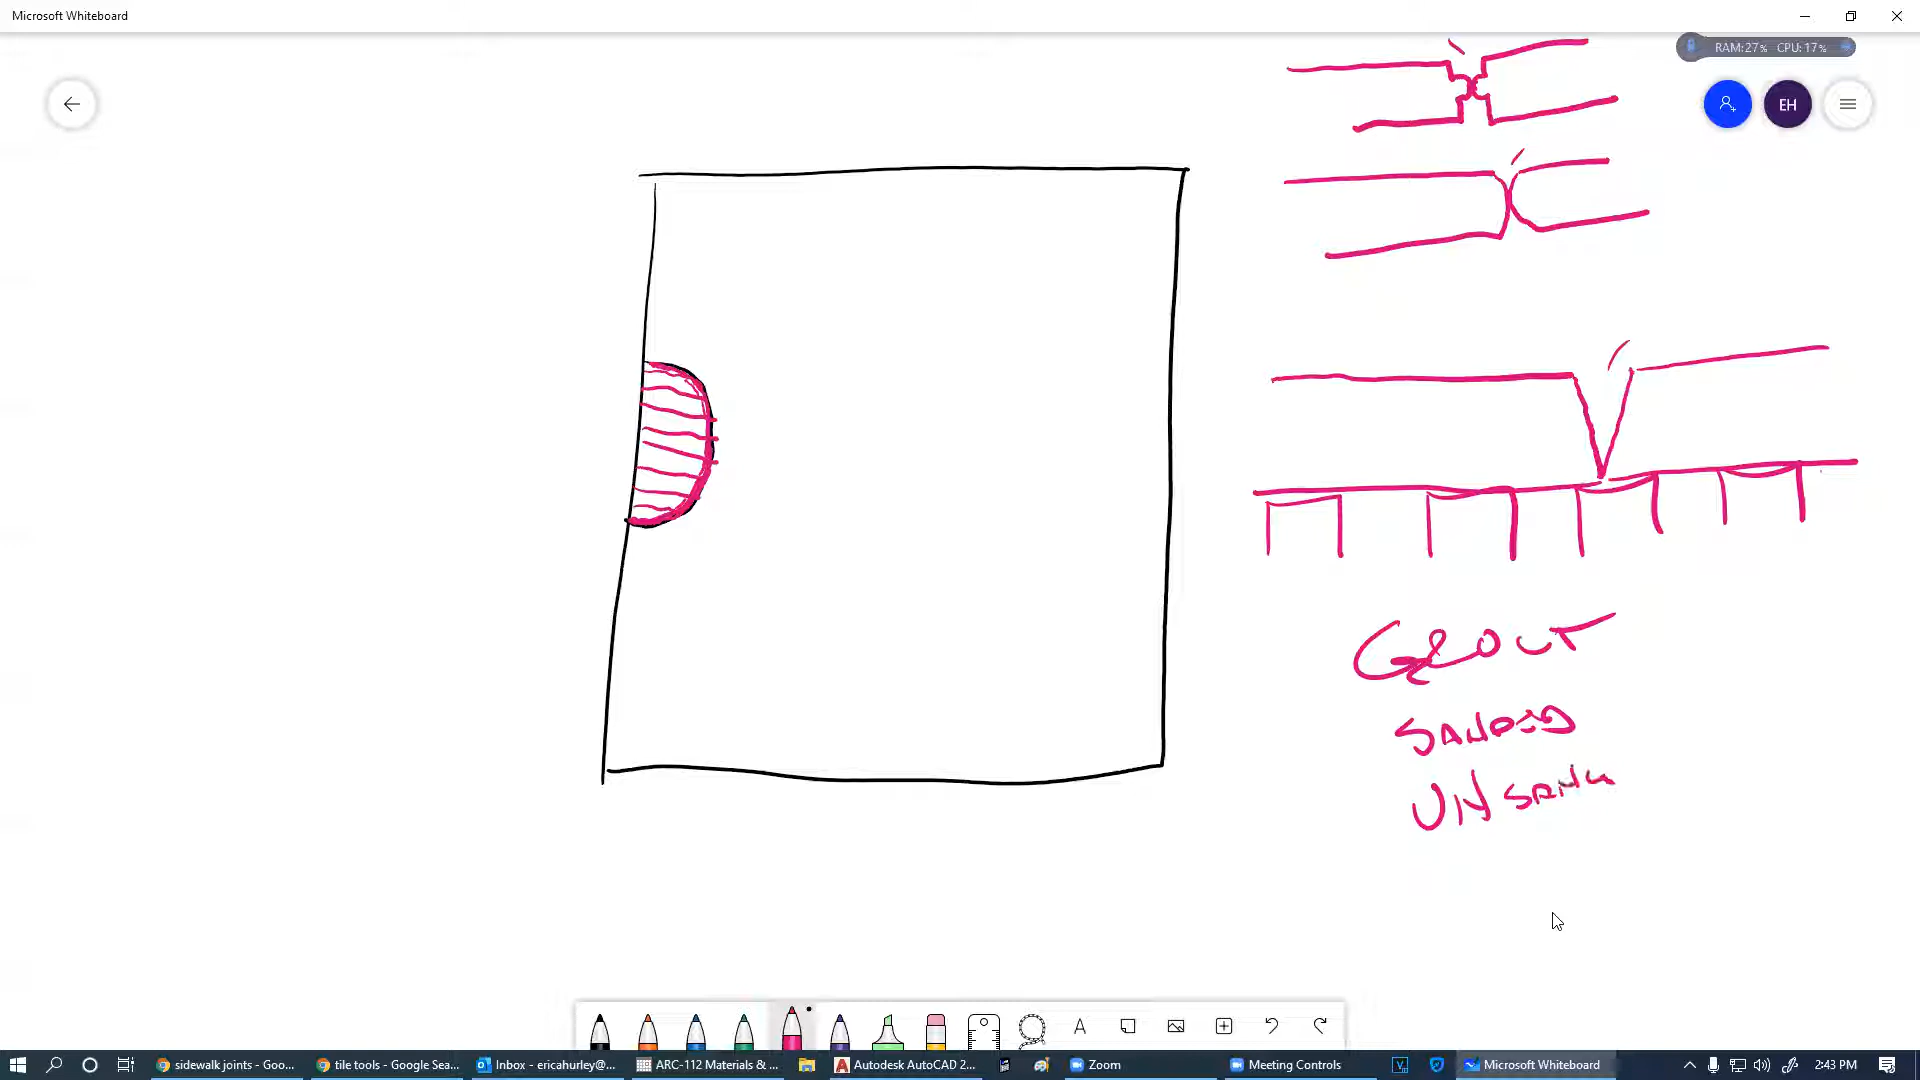 Microsoft Whiteboard
RAM:27% CPU:17%
EH
GROUT
SANDED
UNSAND
A
sidewalk joints - Goo...
tile tools - Google Sea...
Inbox - ericahurley@...
ARC-112 Materials & ...
Autodesk AutoCAD 2...
Zoom
Meeting Controls
Microsoft Whiteboard
2:43 PM